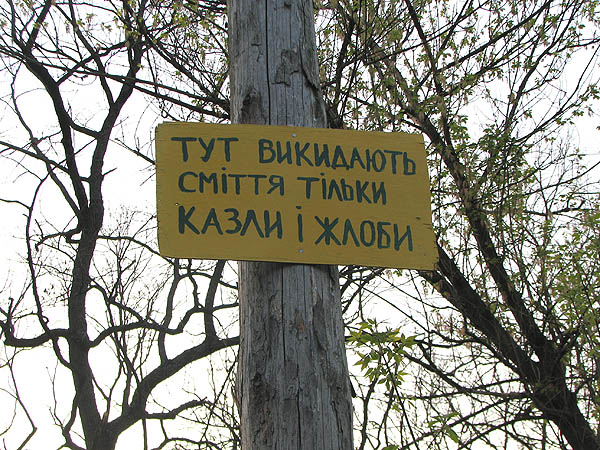 ТУТ ВИКИДАЮТЬ
СМІТТЯ ТІЛЬКИ
КАЗЛИ І ЖЛОБИ